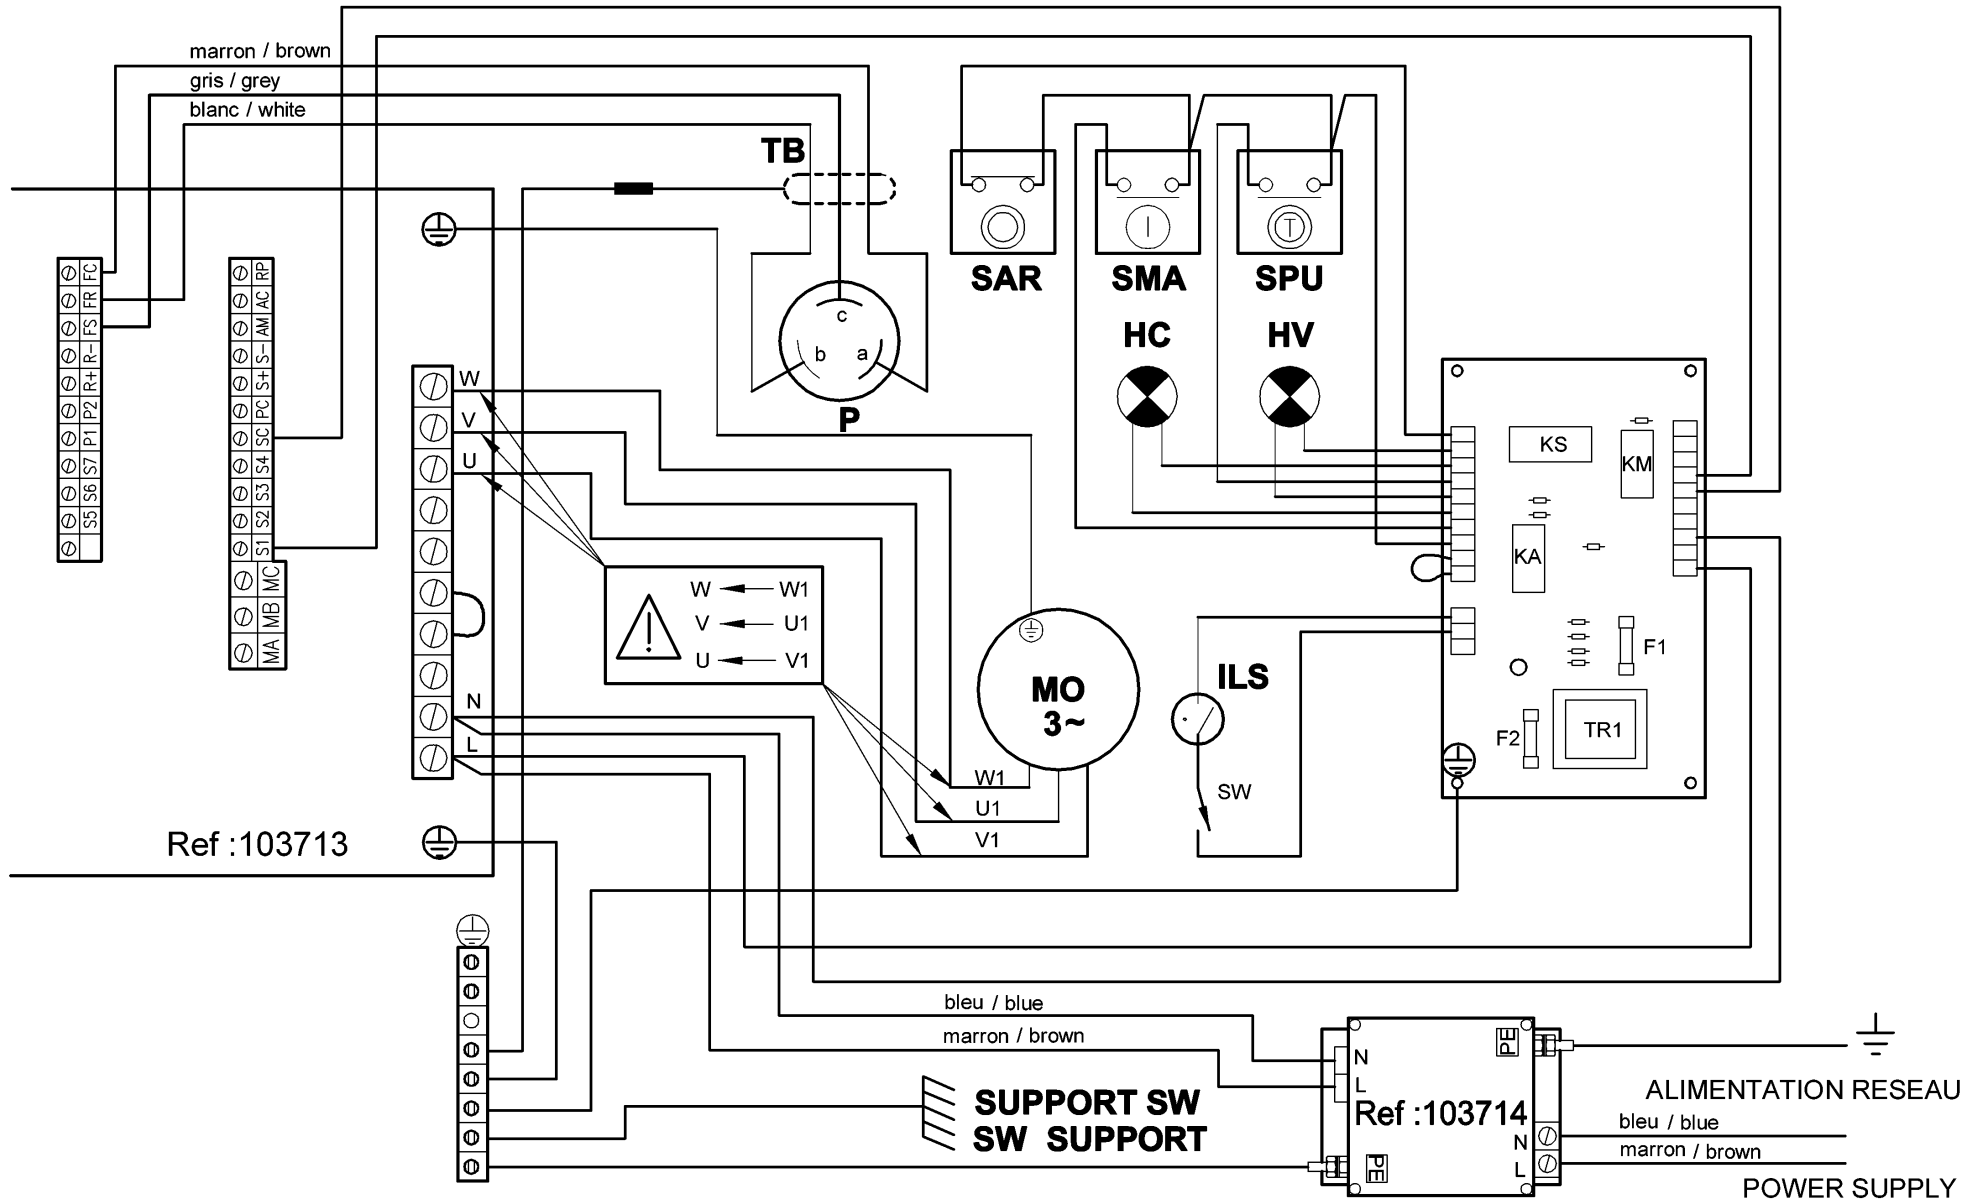 marron / brown
gris / grey
blanc / white
TB
SAR
SMA
SPU
HC
HV
FC
FR
FS
R-
R+
P2
P1
S7
S6
S5
RP
AC
AM
S-
S+
PC
SC
S4
S3
S2
S1
MC
MB
MA
c
b a
P
W
V
U
KS
KM
KA
W W1
V U1
U V1
!
N
L
MO
3~
ILS
SW
F1
F2
TR1
W1
U1
V1
Ref :103713
bleu / blue
marron / brown
SUPPORT SW
SW SUPPORT
N
L
PE
Ref :103714
N
L
PE
ALIMENTATION RESEAU
bleu / blue
marron / brown
POWER SUPPLY
I
T